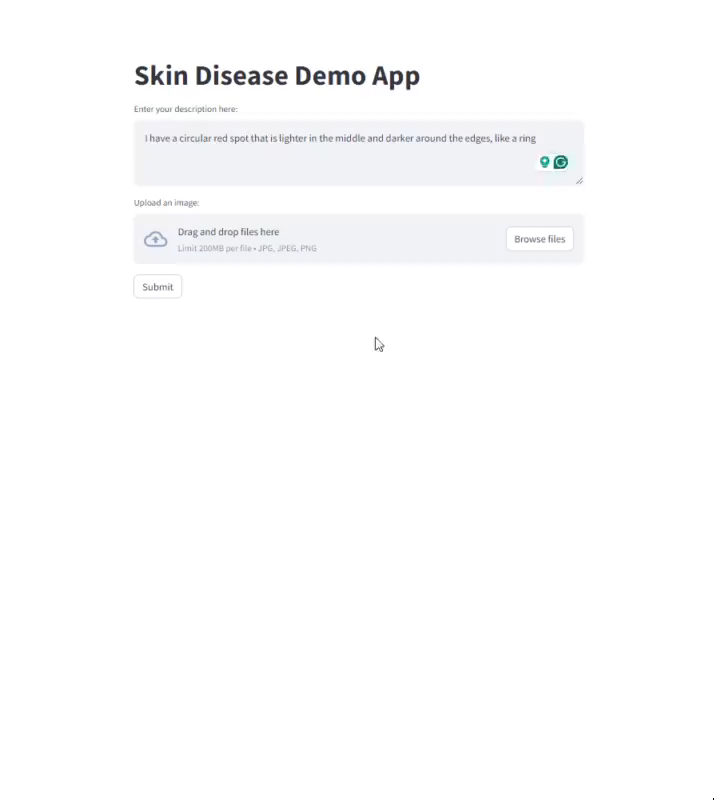 Skin Disease Demo App
Enter your description here:
I have a circular red spot that is lighter in the middle and darker around the edges, like a ring
Upload an image:
Drag and drop files here
Limit 200MB per file • JPG, JPEG, PNG
Browse files
Submit